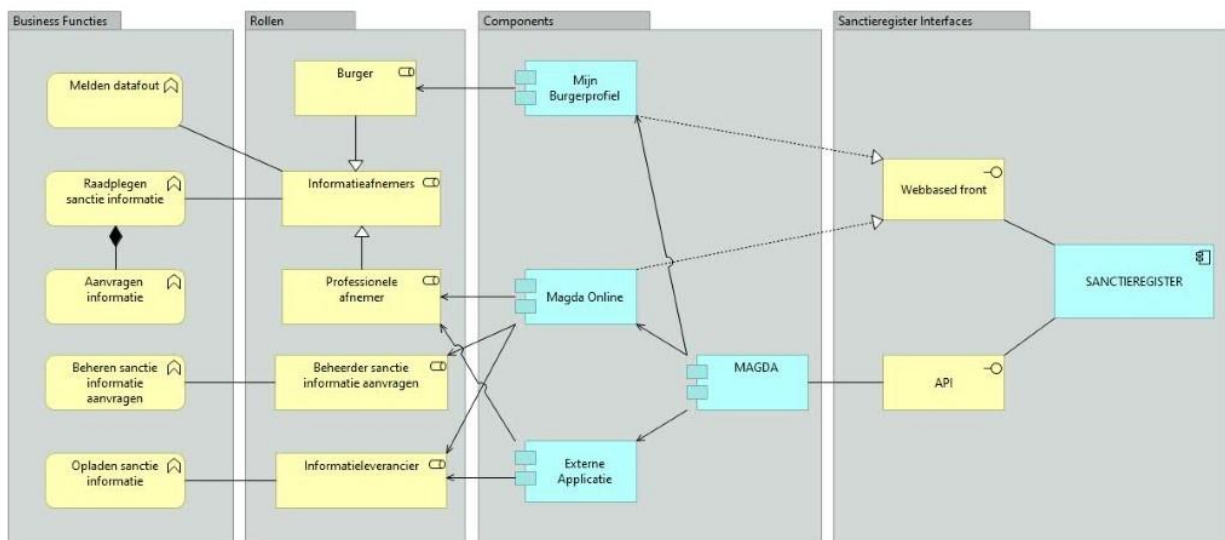 Business Functies
Melden datafout
Raadplegen
sanctie informatie
Aanvragen
informatie
Beheren sanctie
informatie
aanvragen
Opladen sanctie
informatie
Rollen
Burger
Informatieafnemers
Professionele
afnemer
Beheerder sanctie
informatie aanvragen
Informatieleverancier
Components
Mijn
Burgerprofiel
Magda Online
MAGDA
Externe
Applicatie
Sanctieregister Interfaces
Webbased front
SANCTIEREGISTER
API